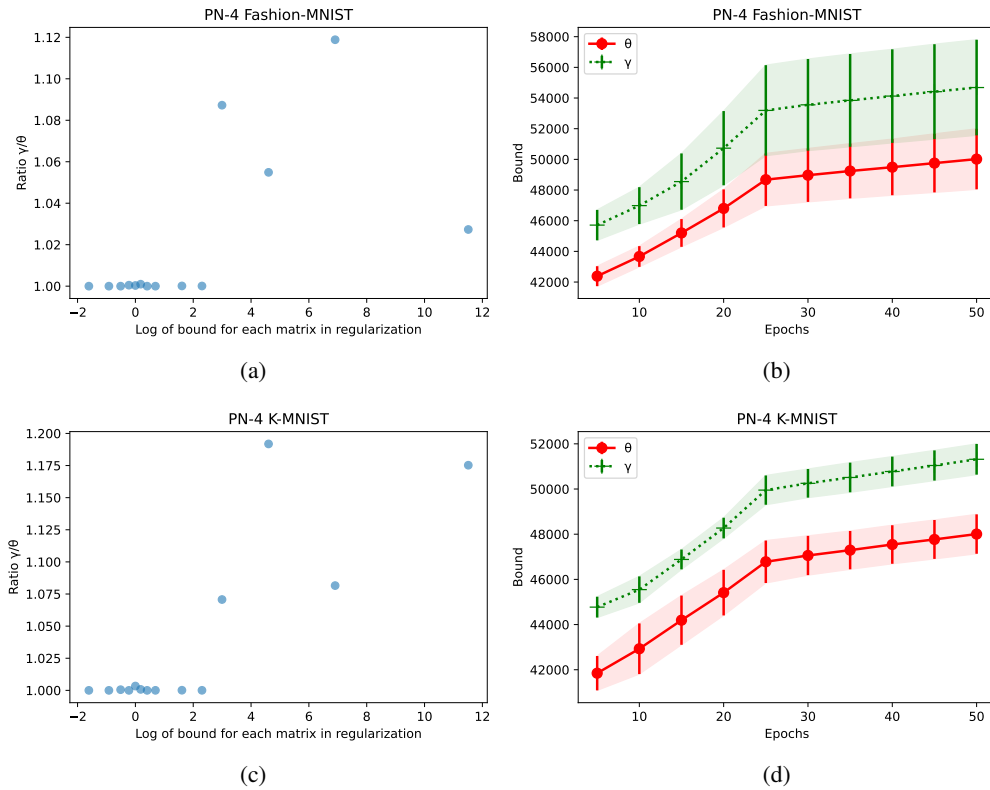 PN-4 Fashion-MNIST
Ratio γ/θ
1.12
1.10
1.08
1.06
1.04
1.02
1.00
−2 0 2 4 6 8 10 12
Log of bound for each matrix in regularization
(a)
PN-4 Fashion-MNIST
θ
γ
Bound
58000
56000
54000
52000
50000
48000
46000
44000
42000
10 20 30 40 50
Epochs
(b)
PN-4 K-MNIST
Ratio γ/θ
1.200
1.175
1.150
1.125
1.100
1.075
1.050
1.025
1.000
−2 0 2 4 6 8 10 12
Log of bound for each matrix in regularization
(c)
PN-4 K-MNIST
θ
γ
Bound
52000
50000
48000
46000
44000
42000
10 20 30 40 50
Epochs
(d)